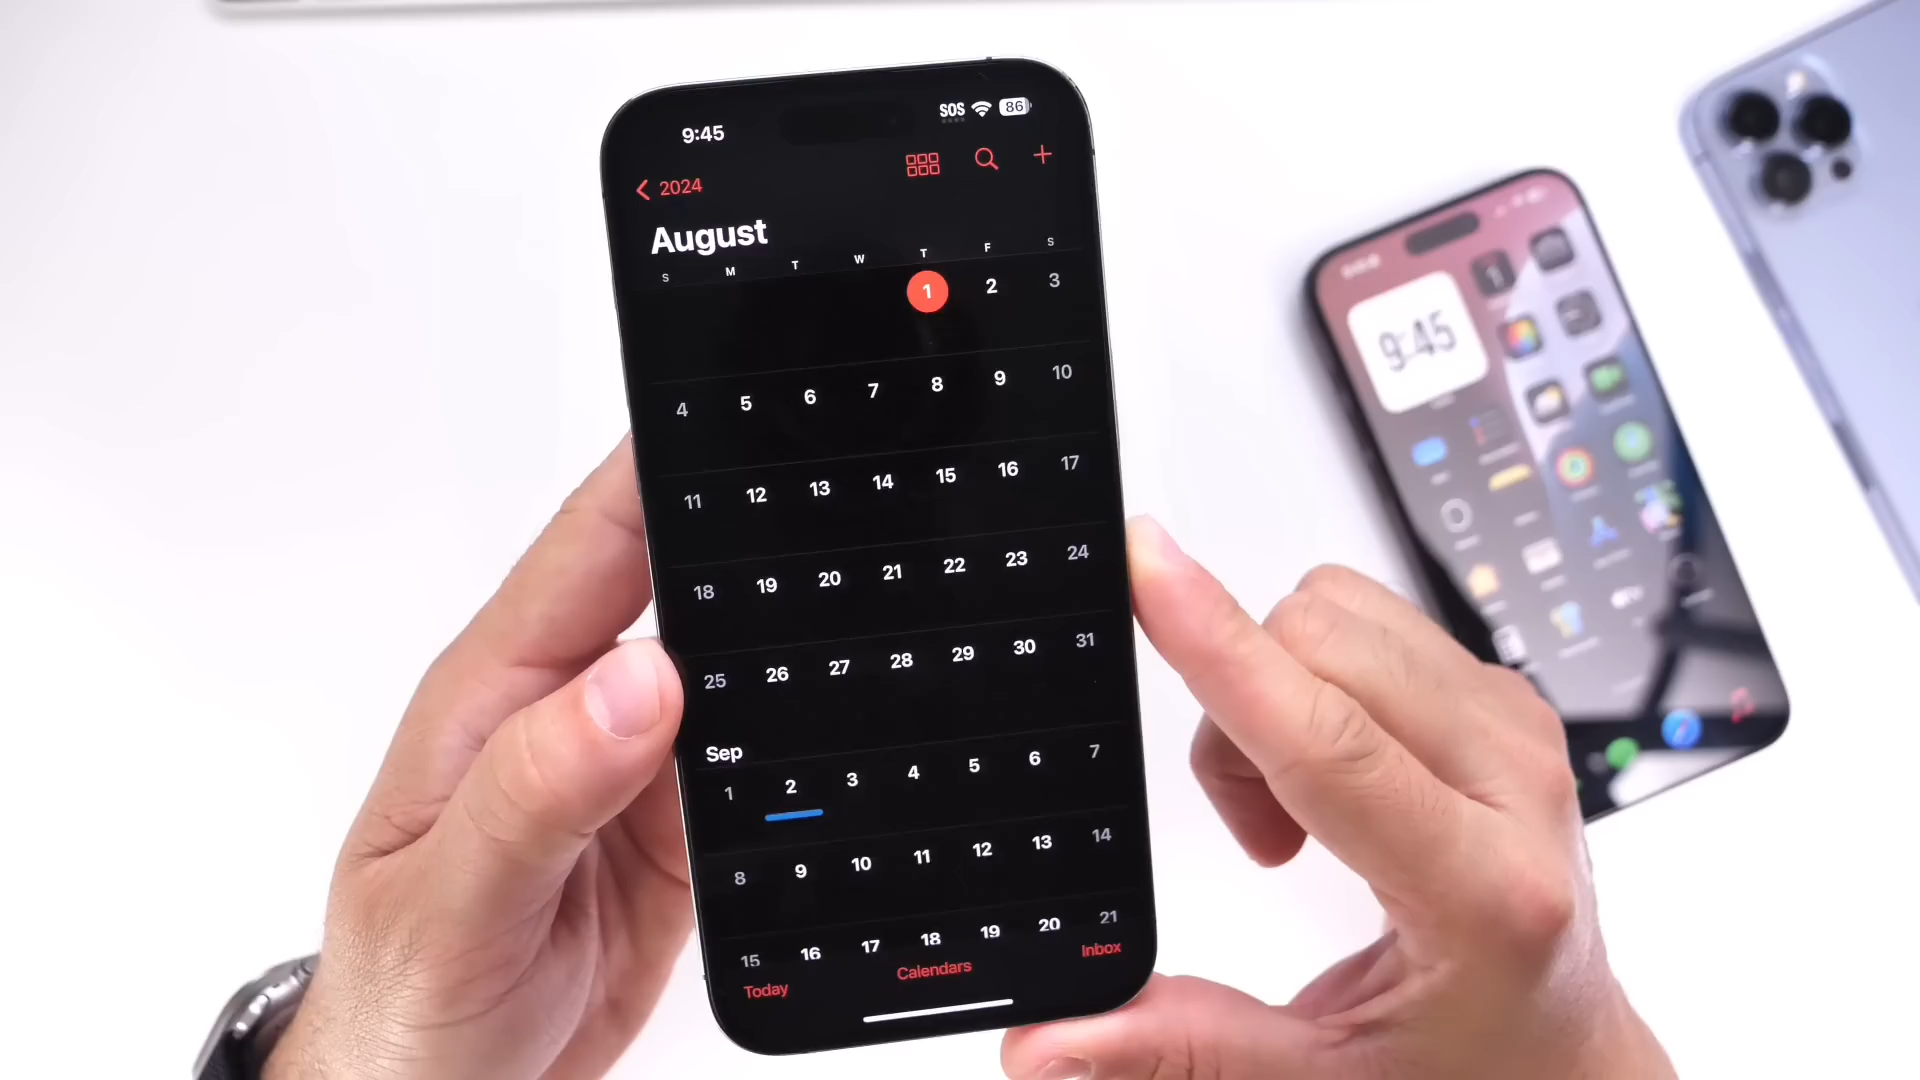 9:45 SOS 86
2024
August
S M T W T F S
1 2 3
4 5 6 7 8 9 10
11 12 13 14 15 16 17
18 19 20 21 22 23 24
25 26 27 28 29 30 31
Sep
1 2 3 4 5 6 7
8 9 10 11 12 13 14
15 16 17 18 19 20 21
Today Calendars Inbox
9:45